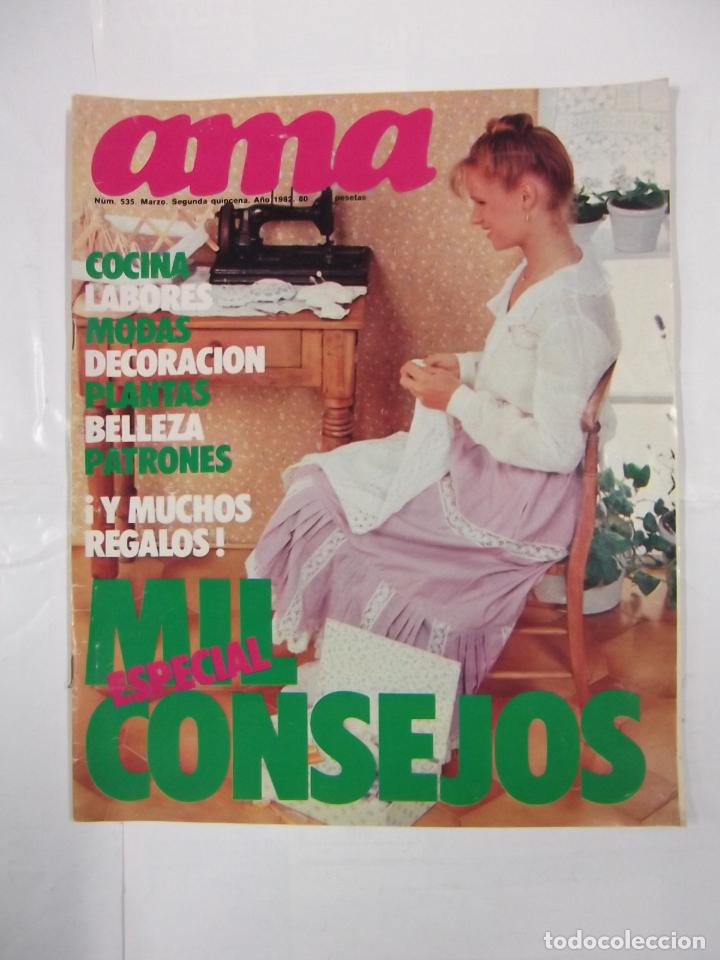 ama
Núm. 535. Marzo. Segunda quincena. Año 1982. 80 pesetas
COCINA
LABORES
MODAS
DECORACION
PLANTAS
BELLEZA
PATRONES
¡Y MUCHOS
REGALOS!
MIL
ESPECIAL
CONSEJOS
todocoleccion.net